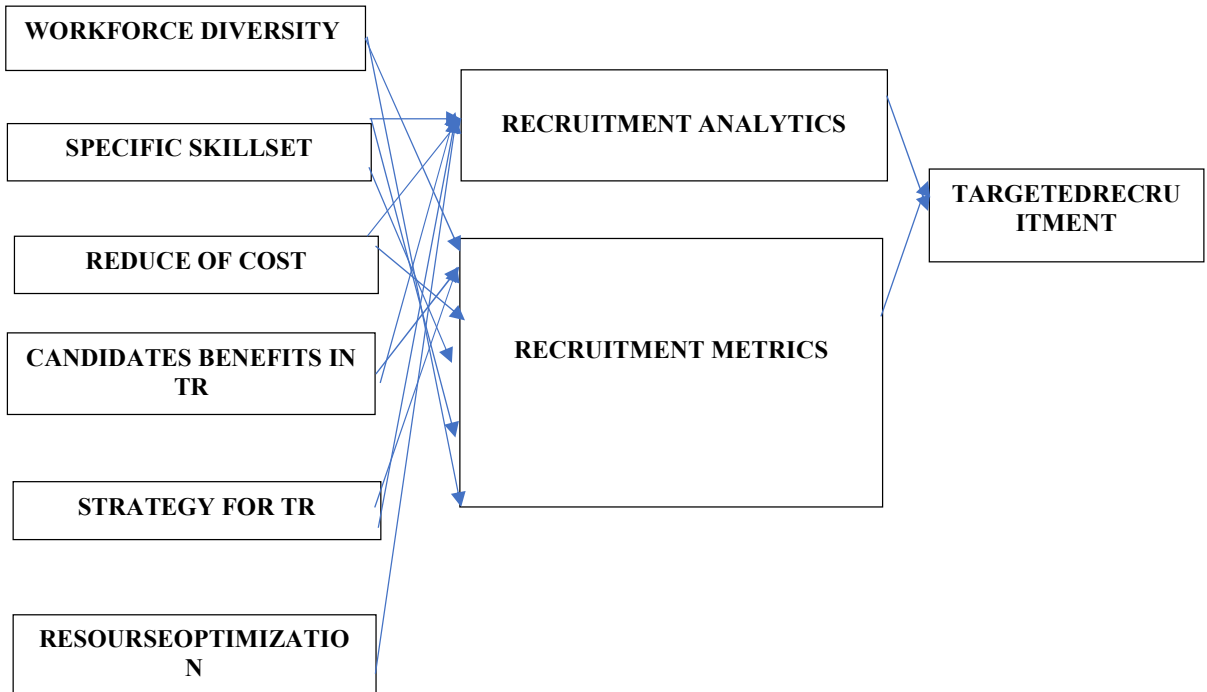 WORKFORCE DIVERSITY
SPECIFIC SKILLSET
REDUCE OF COST
CANDIDATES BENEFITS IN
TR
STRATEGY FOR TR
RESOURSEOPTIMIZATIO
N
RECRUITMENT ANALYTICS
RECRUITMENT METRICS
TARGETEDRECRU
ITMENT